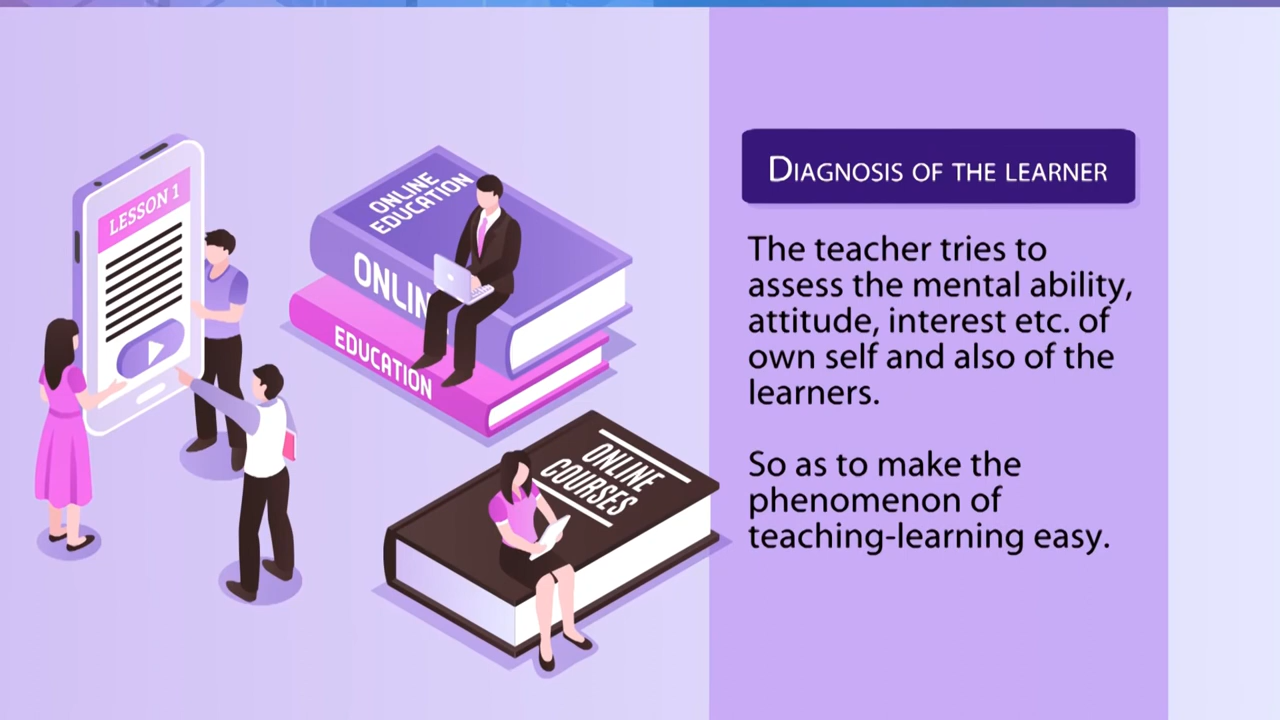 LESSON 1
ONLINE
EDUCATION
ONLIN
EDUCATION
ONLINE
COURSES
DIAGNOSIS OF THE LEARNER
The teacher tries to
assess the mental ability,
attitude, interest etc. of
own self and also of the
learners.
So as to make the
phenomenon of
teaching-learning easy.